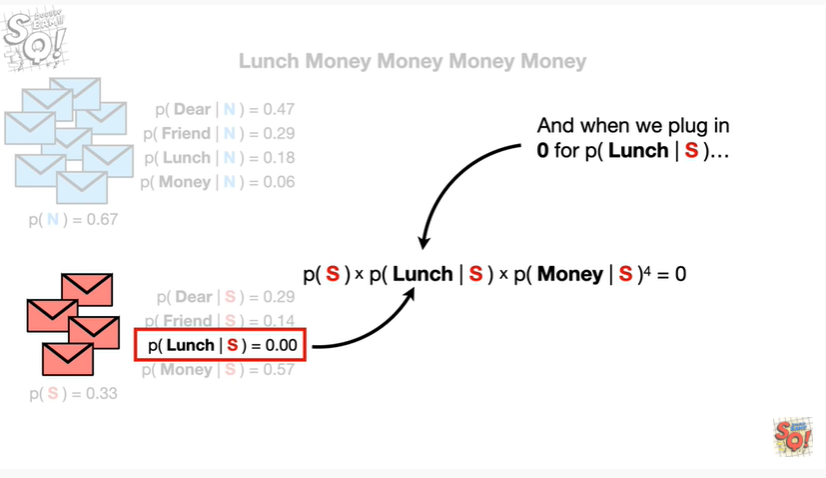 SQ!
Lunch Money Money Money Money
p( Dear | N ) = 0.47
p( Friend | N ) = 0.29
p( Lunch | N ) = 0.18
p( Money | N ) = 0.06
p( N ) = 0.67
And when we plug in
0 for p( Lunch | S )...
p( S ) x p( Lunch | S ) x p( Money | S )⁴ = 0
p( Dear | S ) = 0.29
p( Friend | S ) = 0.14
p( Lunch | S ) = 0.00
p( Money | S ) = 0.57
p( S ) = 0.33
SQ!